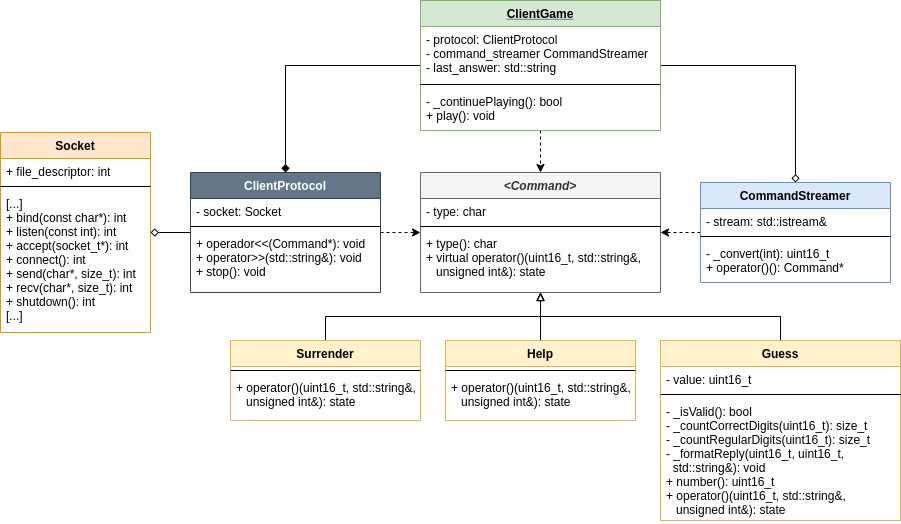 ClientGame
- protocol: ClientProtocol
- command_streamer CommandStreamer
- last_answer: std::string
- _continuePlaying(): bool
+ play(): void
Socket
+ file_descriptor: int
[...]
+ bind(const char*): int
+ listen(const int): int
+ accept(socket_t*): int
+ connect(): int
+ send(char*, size_t): int
+ recv(char*, size_t): int
+ shutdown(): int
[...]
ClientProtocol
- socket: Socket
+ operador<<(Command*): void
+ operator>>(std::string&): void
+ stop(): void
<Command>
- type: char
+ type(): char
+ virtual operator()(uint16_t, std::string&,
unsigned int&): state
CommandStreamer
- stream: std::istream&
- _convert(int): uint16_t
+ operator()(): Command*
Surrender
+ operator()(uint16_t, std::string&,
unsigned int&): state
Help
+ operator()(uint16_t, std::string&,
unsigned int&): state
Guess
- value: uint16_t
- _isValid(): bool
- _countCorrectDigits(uint16_t): size_t
- _countRegularDigits(uint16_t): size_t
- _formatReply(uint16_t, uint16_t,
std::string&): void
+ number(): uint16_t
+ operator()(uint16_t, std::string&,
unsigned int&): state